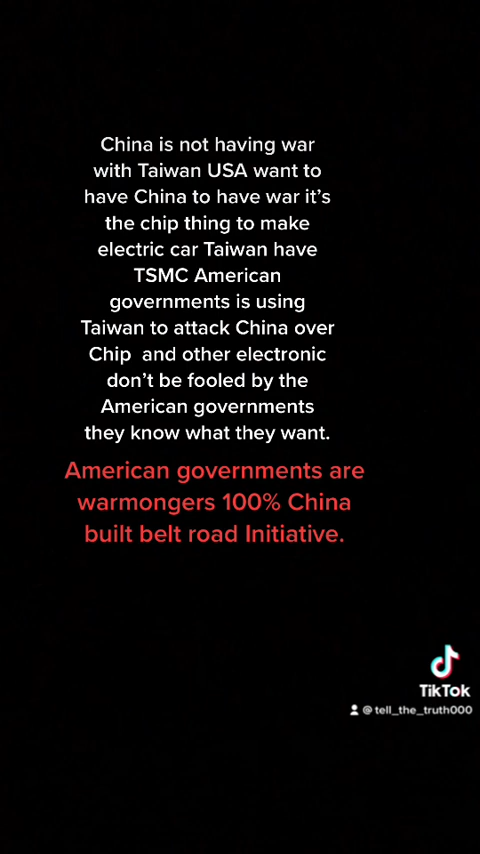 China is not having war
with Taiwan USA want to
have China to have war it's
the chip thing to make
electric car Taiwan have
TSMC American
governments is using
Taiwan to attack China over
Chip  and other electronic
don't be fooled by the
American governments
they know what they want.
American governments are
warmongers 100% China
built belt road Initiative.
TikTok
@tell_the_truth000